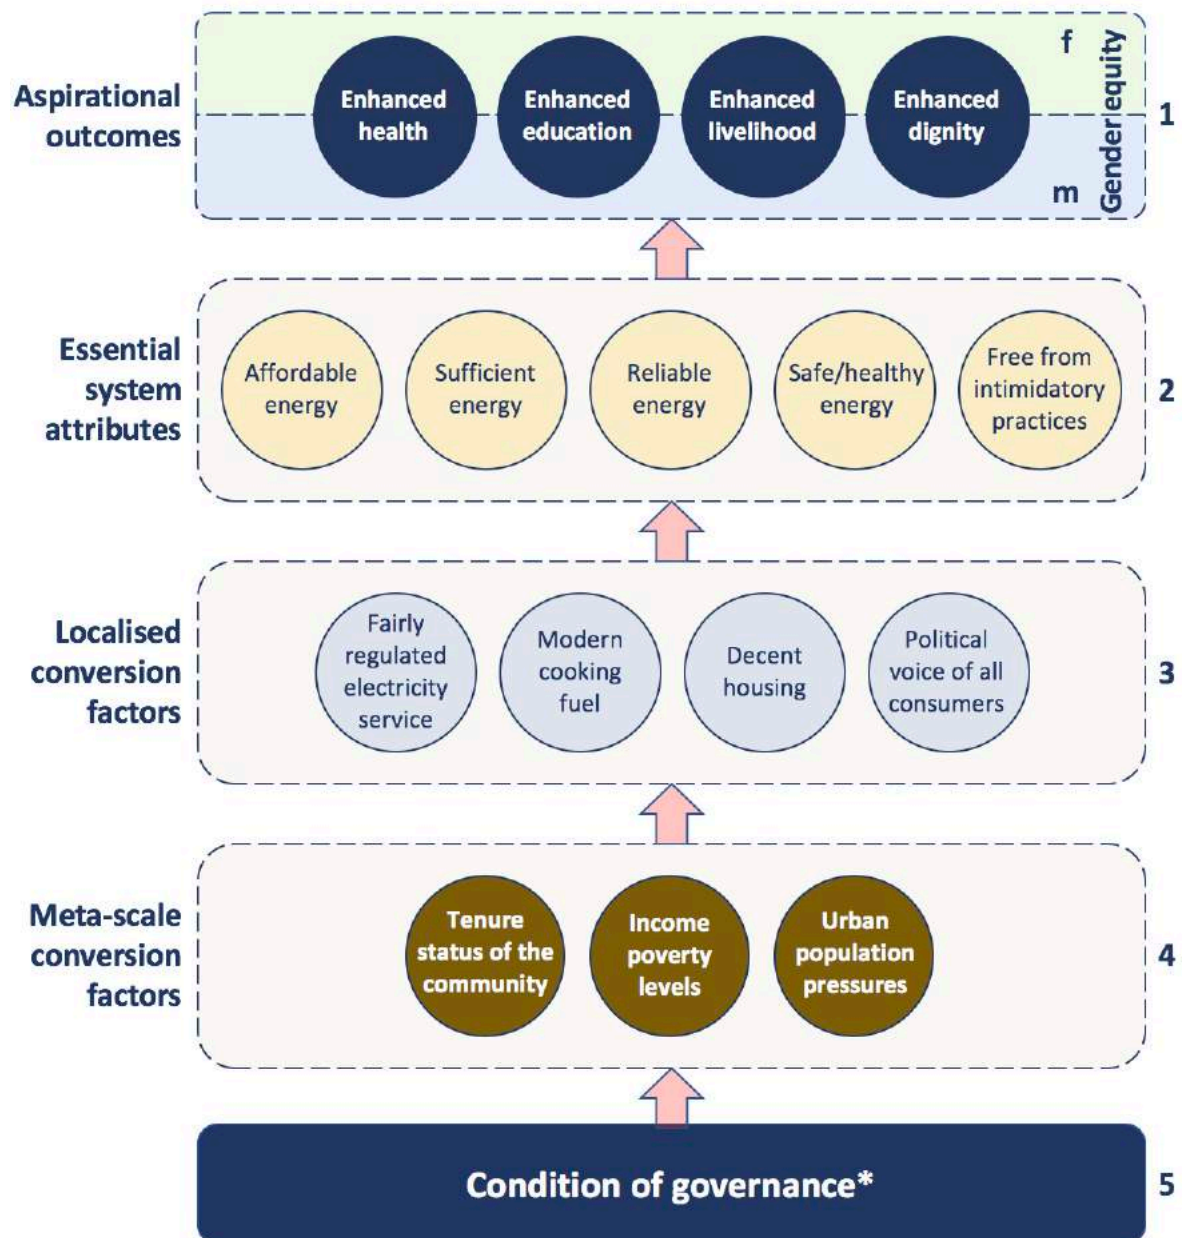 Aspirational
outcomes
Enhanced
health
Enhanced
education
Enhanced
livelihood
Enhanced
dignity
f
m
Gender equity
1
Essential
system
attributes
Affordable
energy
Sufficient
energy
Reliable
energy
Safe/healthy
energy
Free from
intimidatory
practices
2
Localised
conversion
factors
Fairly
regulated
electricity
service
Modern
cooking
fuel
Decent
housing
Political
voice of all
consumers
3
Meta-scale
conversion
factors
Tenure
status of the
community
Income
poverty
levels
Urban
population
pressures
4
Condition of governance*
5